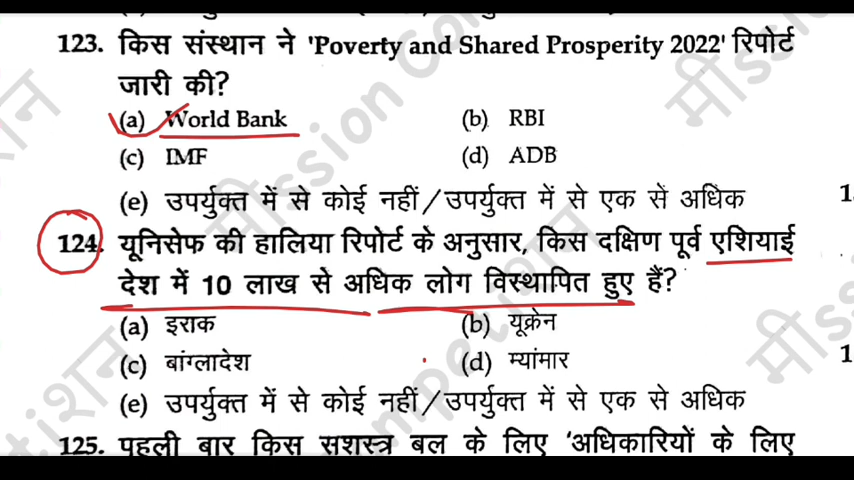 123. किस संस्थान ने 'Poverty and Shared Prosperity 2022' रिपोर्ट
जारी की?
(a) World Bank (b) RBI
(c) IMF (d) ADB
(e) उपर्युक्त में से कोई नहीं/उपर्युक्त में से एक से अधिक
124. यूनिसेफ की हालिया रिपोर्ट के अनुसार, किस दक्षिण पूर्व एशियाई
देश में 10 लाख से अधिक लोग विस्थापित हुए हैं?
(a) इराक (b) यूक्रेन
(c) बांग्लादेश (d) म्यांमार
(e) उपर्युक्त में से कोई नहीं/उपर्युक्त में से एक से अधिक
125. पहली बार किस सशस्त्र बल के लिए 'अधिकारियों के लिए